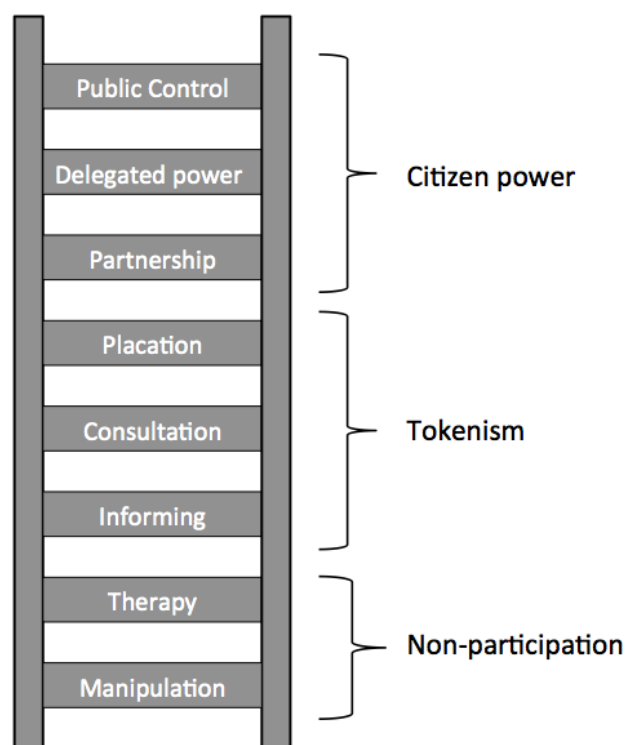 Public Control
Delegated power
Partnership
Placation
Consultation
Informing
Therapy
Manipulation
Citizen power
Tokenism
Non-participation